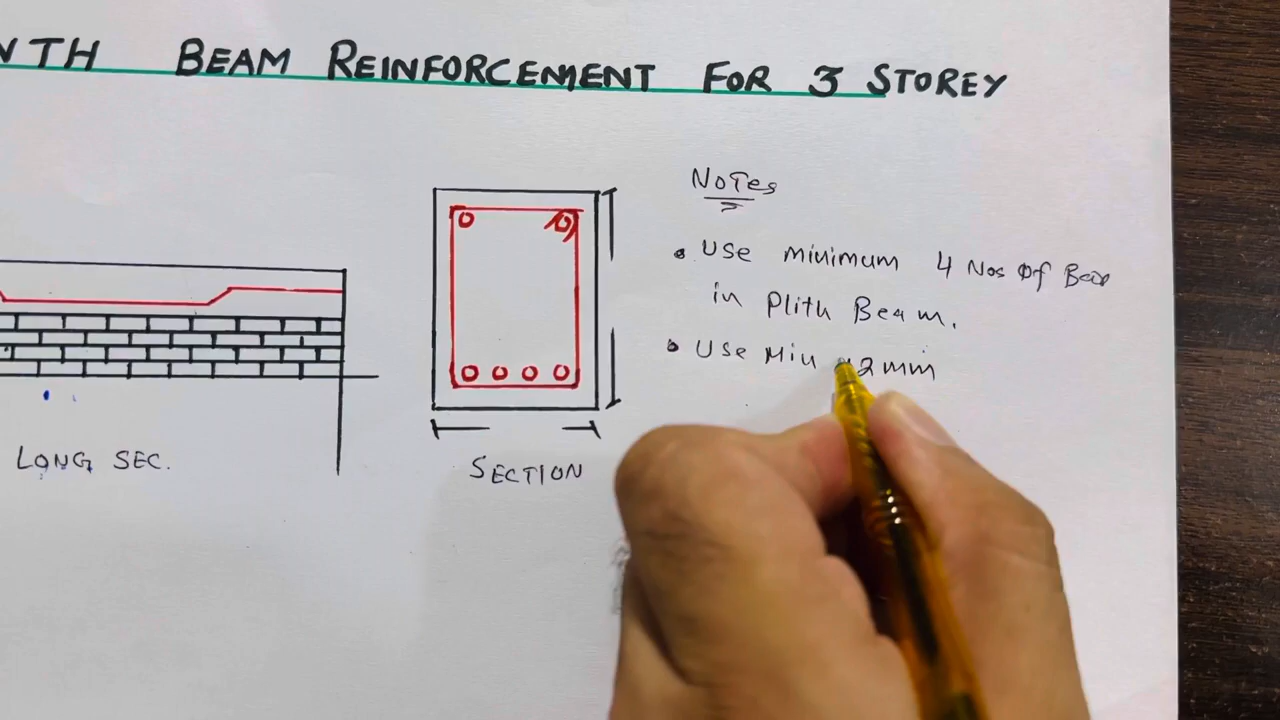 NTH BEAM REINFORCEMENT FOR 3 STOREY
NOTES
• USE minimum 4 Nos Of Bar
in Plith Beam.
• USE Min 2mm
LONG SEC.
SECTION